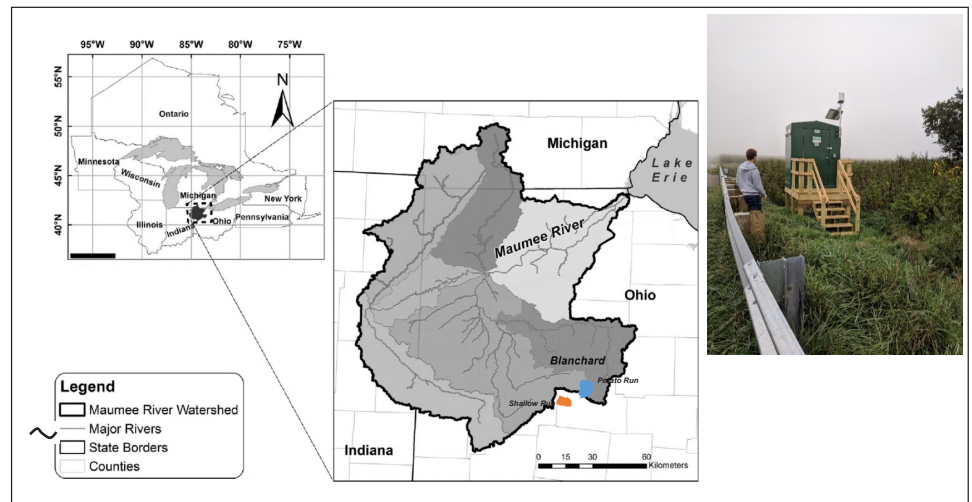 95°W 90°W 85°W 80°W 75°W
55°N
50°N
45°N
40°N
N
Ontario
Minnesota
Wisconsin
Michigan
New York
Illinois
Indiana
Ohio
Pennsylvania
Michigan
Lake
Erie
Maumee River
Ohio
Blanchard
Potato Run
Shallow Run
Indiana
0 15 30 60
Kilometers
Legend
Maumee River Watershed
Major Rivers
State Borders
Counties